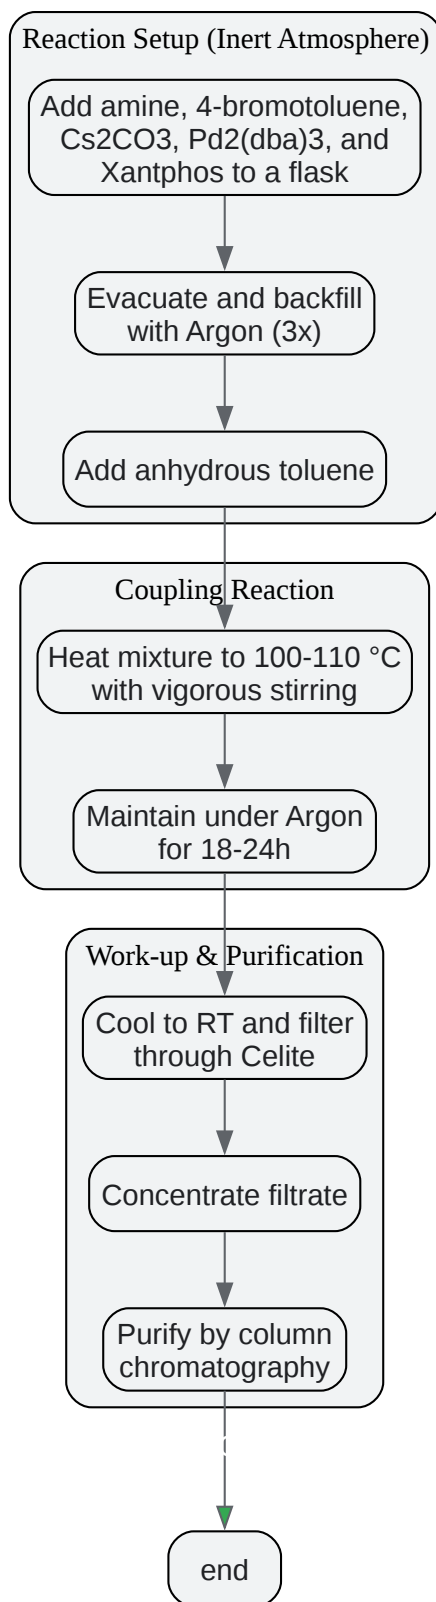 Reaction Setup (Inert Atmosphere)
Add amine, 4-bromotoluene,
Cs2CO3, Pd2(dba)3, and
Xantphos to a flask
Evacuate and backfill
with Argon (3x)
Add anhydrous toluene
Coupling Reaction
Heat mixture to 100-110 °C
with vigorous stirring
Maintain under Argon
for 18-24h
Work-up & Purification
Cool to RT and filter
through Celite
Concentrate filtrate
Purify by column
chromatography
end